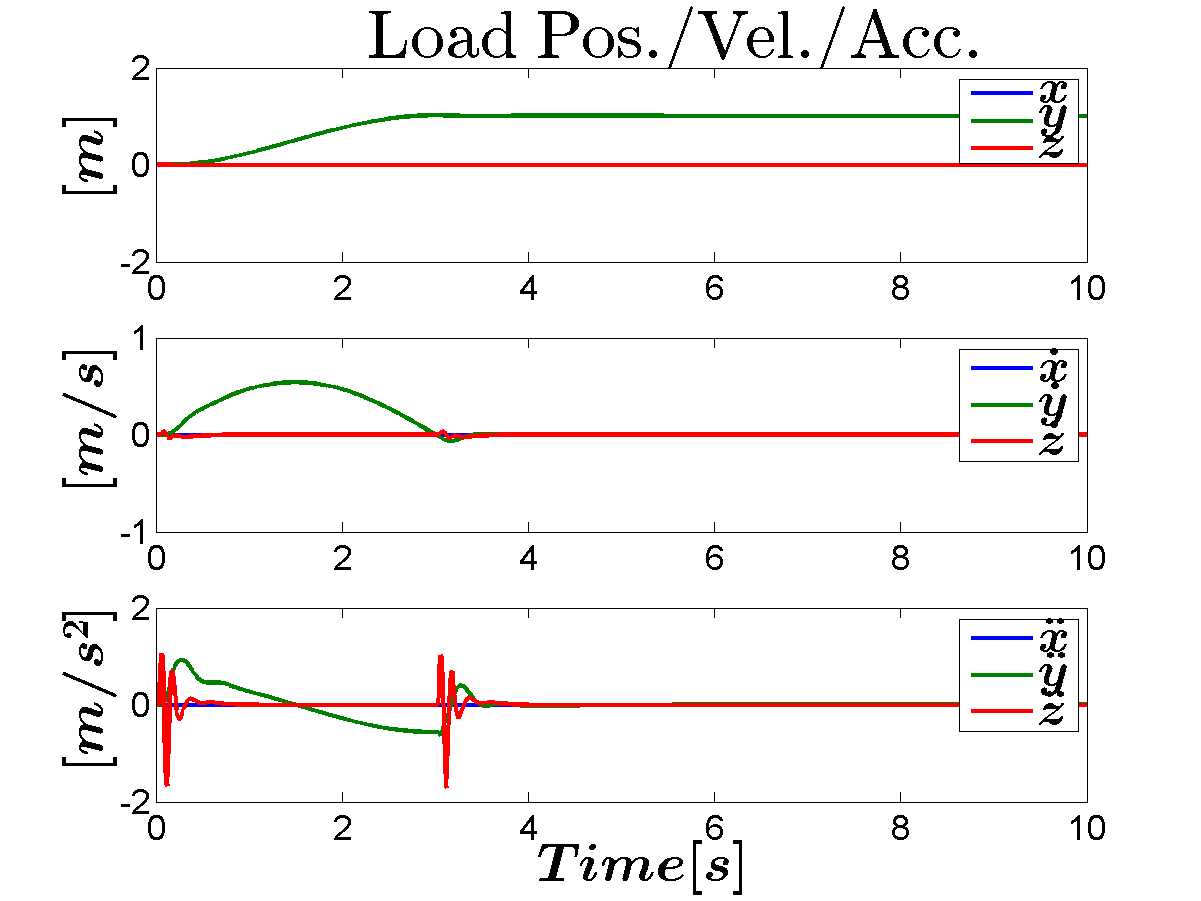 Load Pos./Vel./Acc.
[m]
2
0
-2
x
y
z
0 2 4 6 8 10
[m/s]
1
0
-1
ẋ
ẏ
ż
0 2 4 6 8 10
[m/s²]
2
0
-2
ẍ
ÿ
z̈
0 2 4 6 8 10
Time[s]